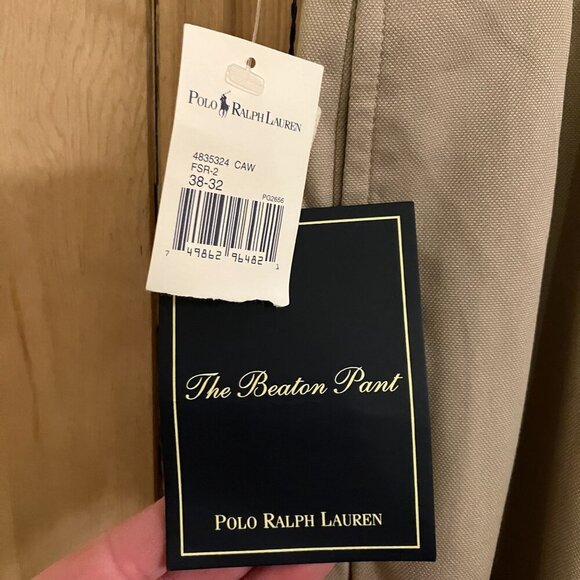 POLO RALPH LAUREN
4835324 CAW
FSR-2
38-32
PG2656
7 49862 96482 1
The Beaton Pant
POLO RALPH LAUREN